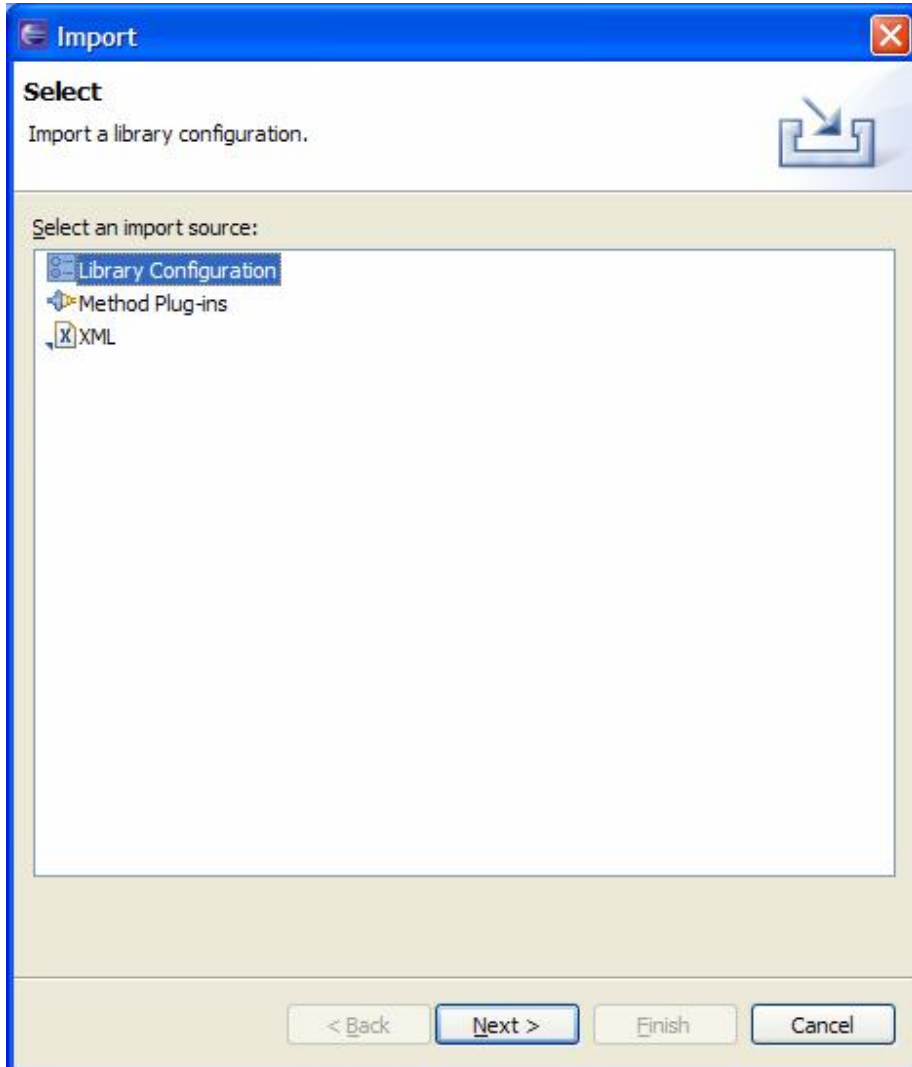 Import
Select
Import a library configuration.
Select an import source:
Library Configuration
Method Plug-ins
XML
< Back
Next >
Finish
Cancel